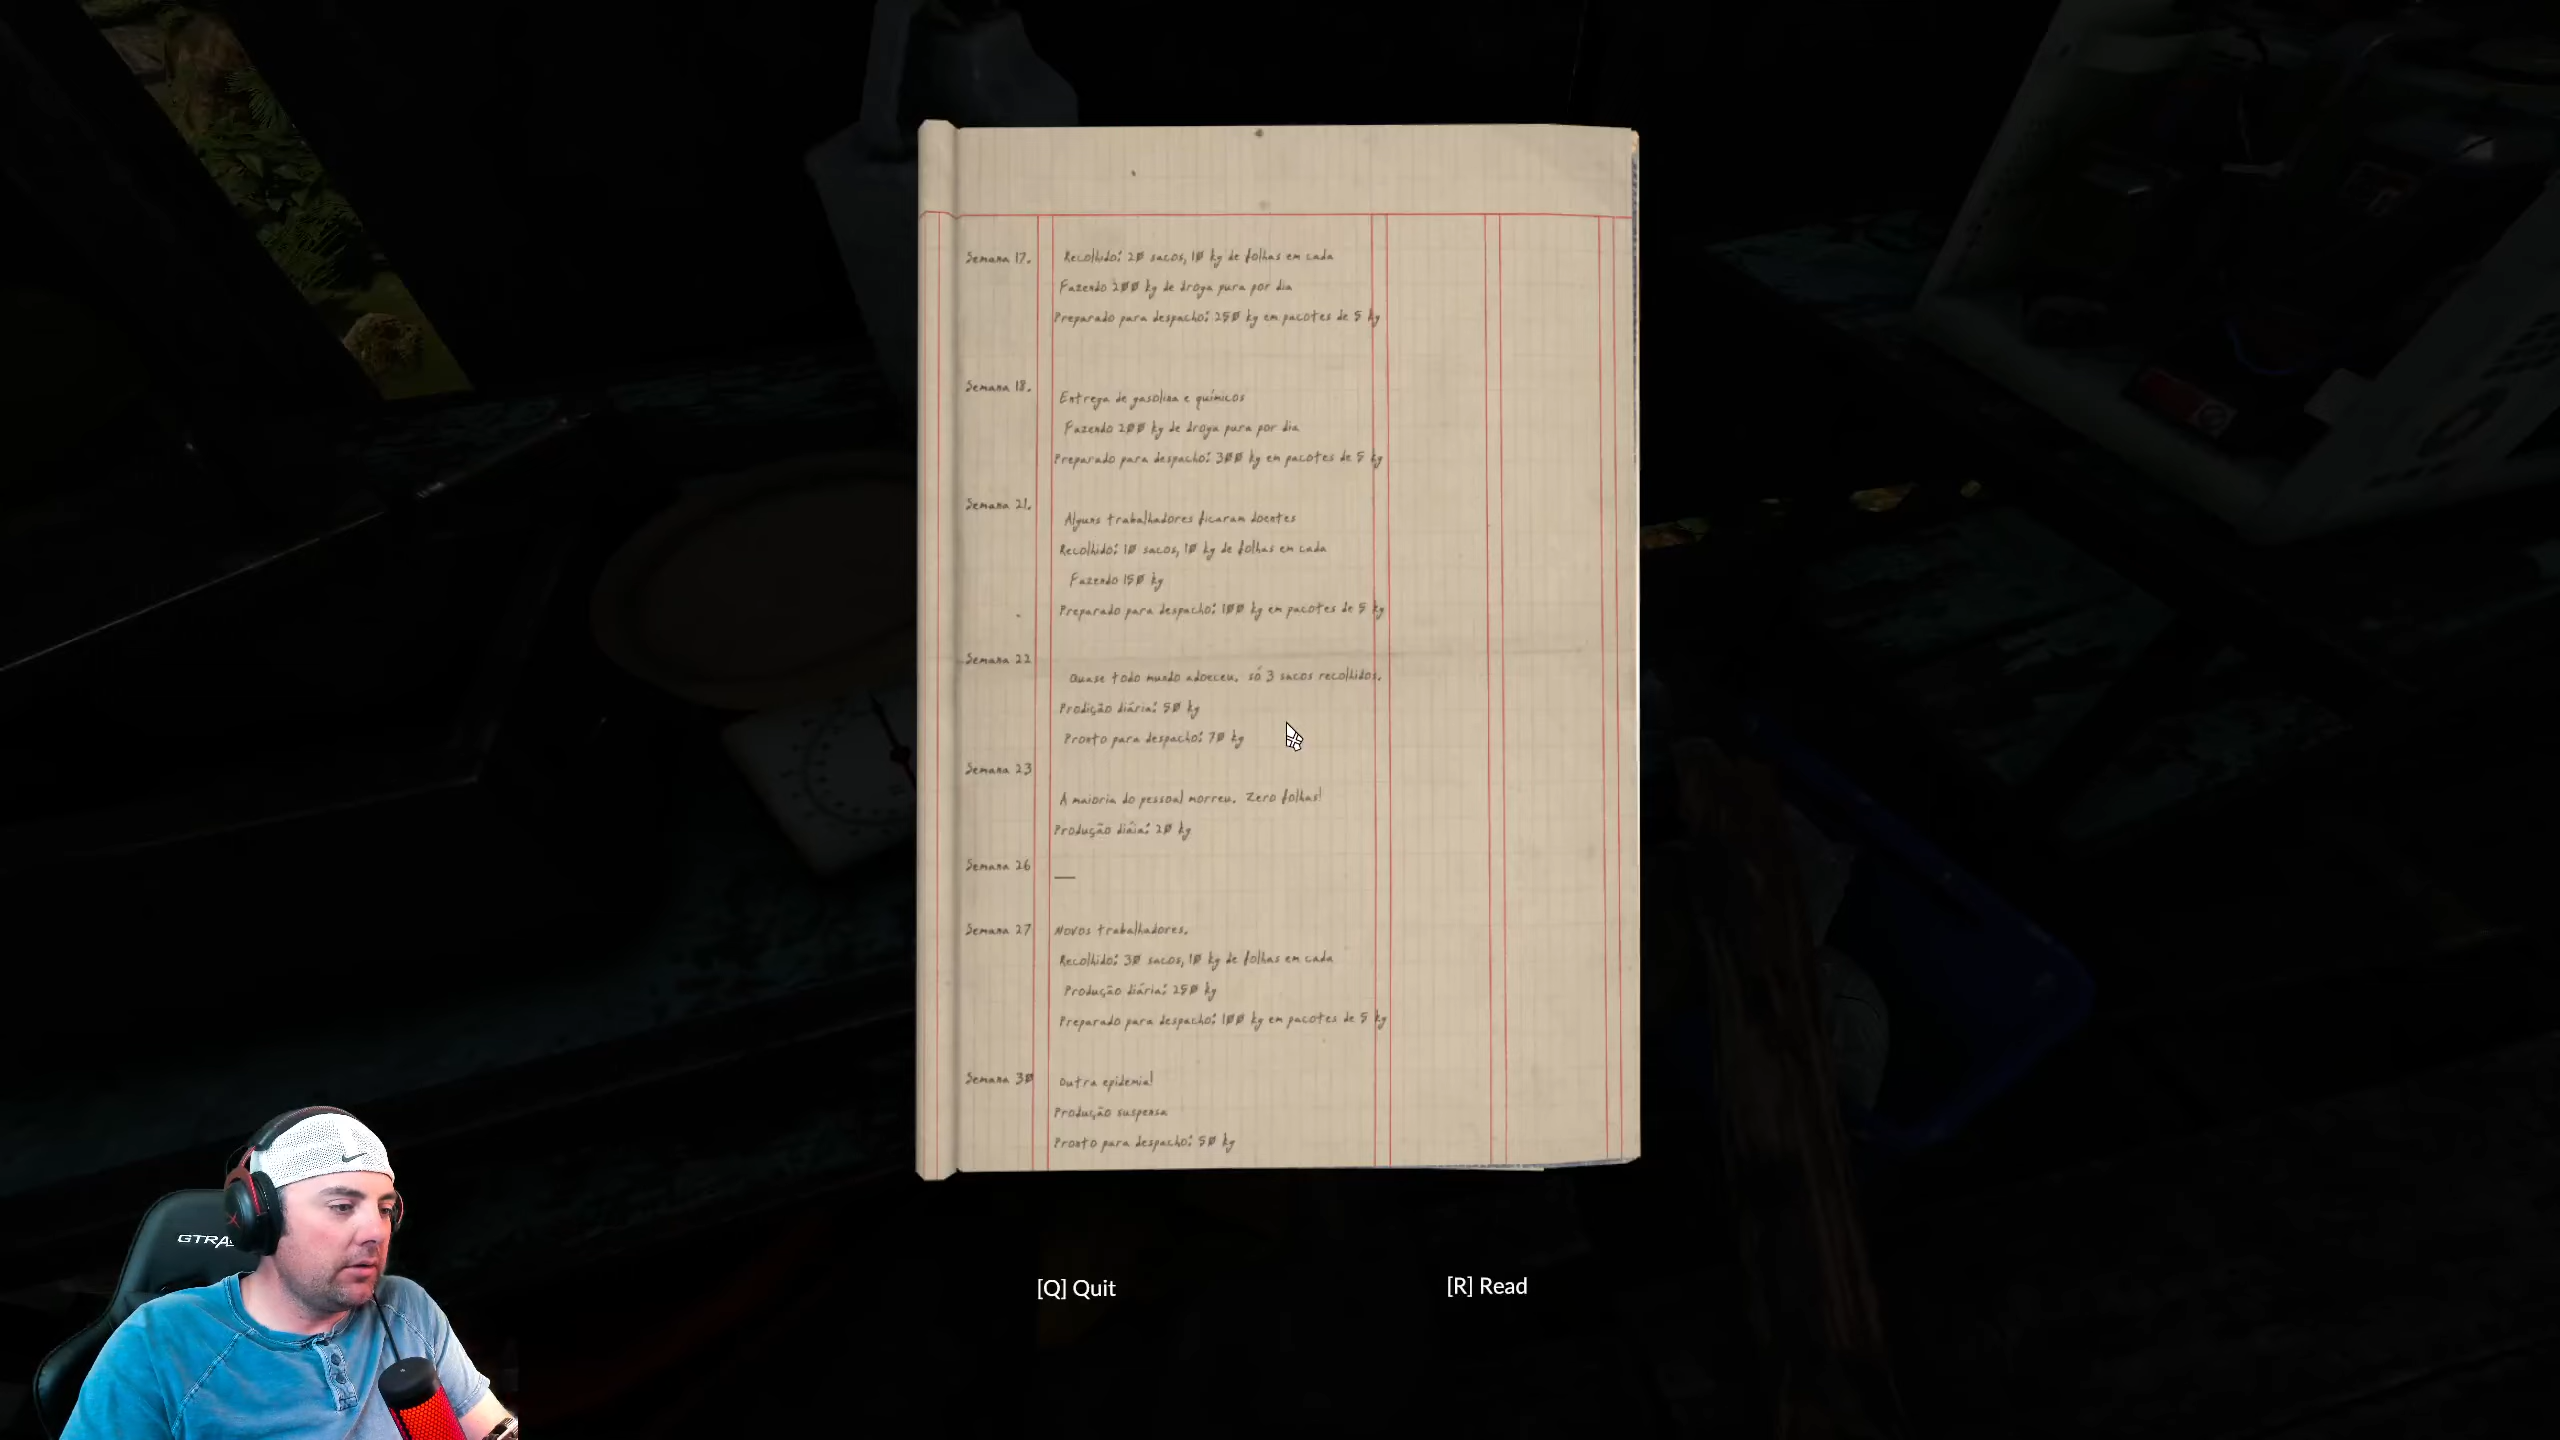 Semana 17.
Recolhido: 20 sacos, 10 kg de folhas em cada
Fazendo 200 kg de droga pura por dia
Preparado para despacho: 250 kg em pacotes de 5 kg
Semana 18.
Entrega de gasolina e químicos
Fazendo 200 kg de droga pura por dia
Preparado para despacho: 300 kg em pacotes de 5 kg
Semana 21.
Alguns trabalhadores ficaram doentes
Recolhido: 10 sacos, 10 kg de folhas em cada
Fazendo 150 kg
Preparado para despacho: 100 kg em pacotes de 5 kg
Semana 22
Quase todo mundo adoeceu. só 3 sacos recolhidos.
Prodição diária: 50 kg
Pronto para despacho: 70 kg
Semana 23
A maioria do pessoal morreu. Zero folhas!
Produção diáia: 20 kg
Semana 26
—
Semana 27
Novos trabalhadores.
Recolhido: 30 sacos, 10 kg de folhas em cada
Produção diária: 250 kg
Preparado para despacho: 100 kg em pacotes de 5 kg
Semana 30
Outra epidemia!
Produção suspensa
Pronto para despacho: 50 kg
GTRA
[Q] Quit
[R] Read